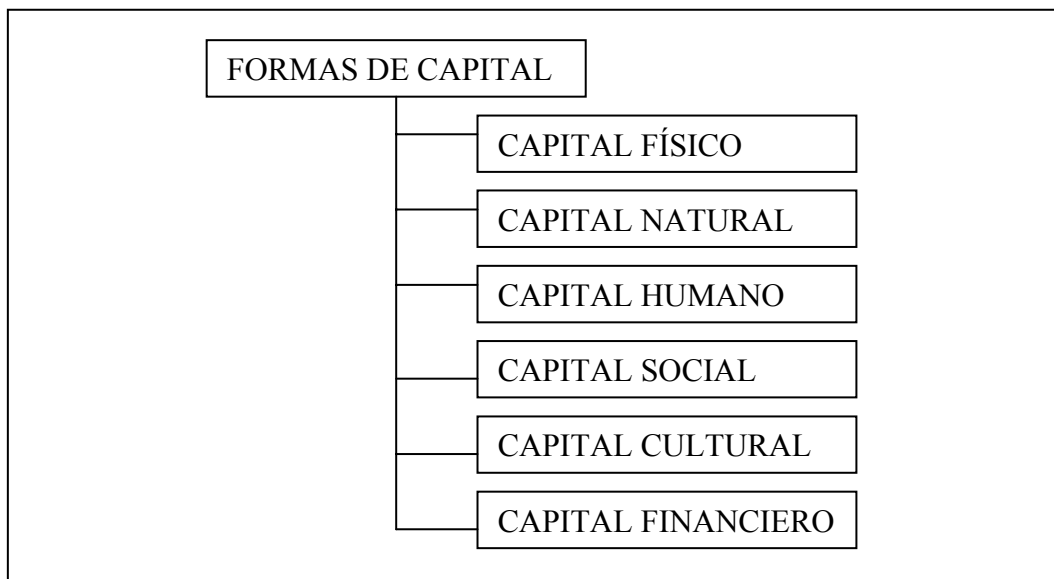 FORMAS DE CAPITAL
CAPITAL FÍSICO
CAPITAL NATURAL
CAPITAL HUMANO
CAPITAL SOCIAL
CAPITAL CULTURAL
CAPITAL FINANCIERO